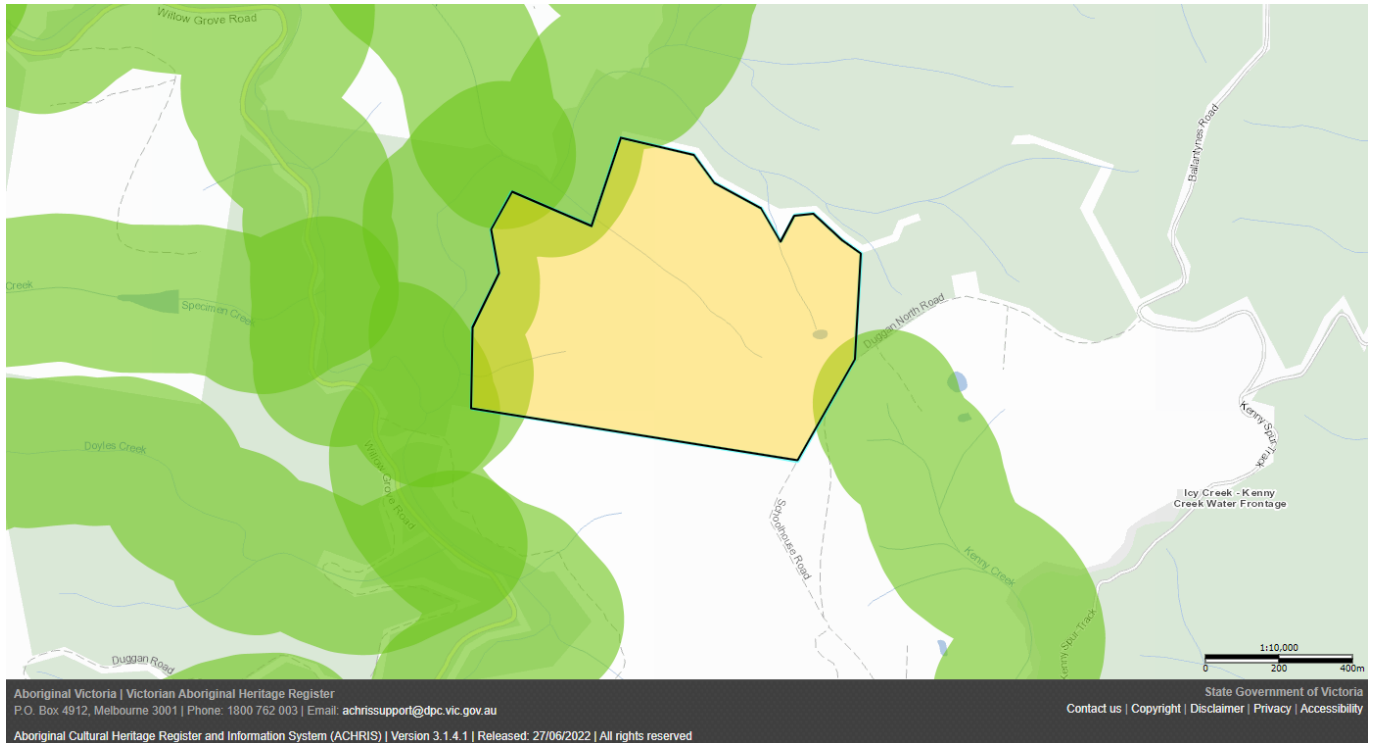 Willow Grove Road
Ballantynes Road
Creek
Specimen Creek
Duggan North Road
Kenny Spur Track
Doyles Creek
Willow Grove Road
Icy Creek - Kenny
Creek Water Frontage
Schoolhouse Road
Kenny Creek
Kenny Spur Track
Duggan Road
1:10,000
0 200 400m
Aboriginal Victoria | Victorian Aboriginal Heritage Register
State Government of Victoria
P.O. Box 4912, Melbourne 3001 | Phone: 1800 762 003 | Email: achrissupport@dpc.vic.gov.au
Contact us | Copyright | Disclaimer | Privacy | Accessibility
Aboriginal Cultural Heritage Register and Information System (ACHRIS) | Version 3.1.4.1 | Released: 27/06/2022 | All rights reserved